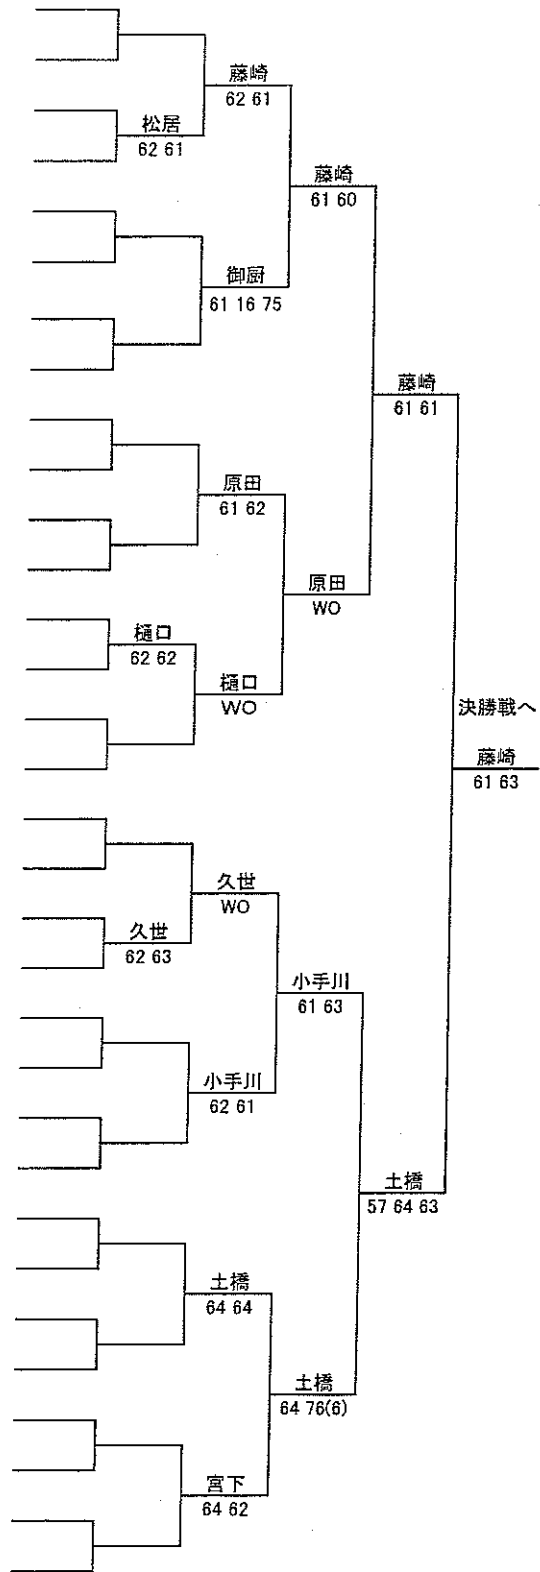 藤崎
62 61
松居
62 61
藤崎
61 60
御厨
61 16 75
藤崎
61 61
原田
61 62
原田
WO
樋口
62 62
樋口
WO
決勝戦へ
藤崎
61 63
久世
WO
久世
62 63
小手川
61 63
小手川
62 61
土橋
57 64 63
土橋
64 64
土橋
64 76(6)
宮下
64 62